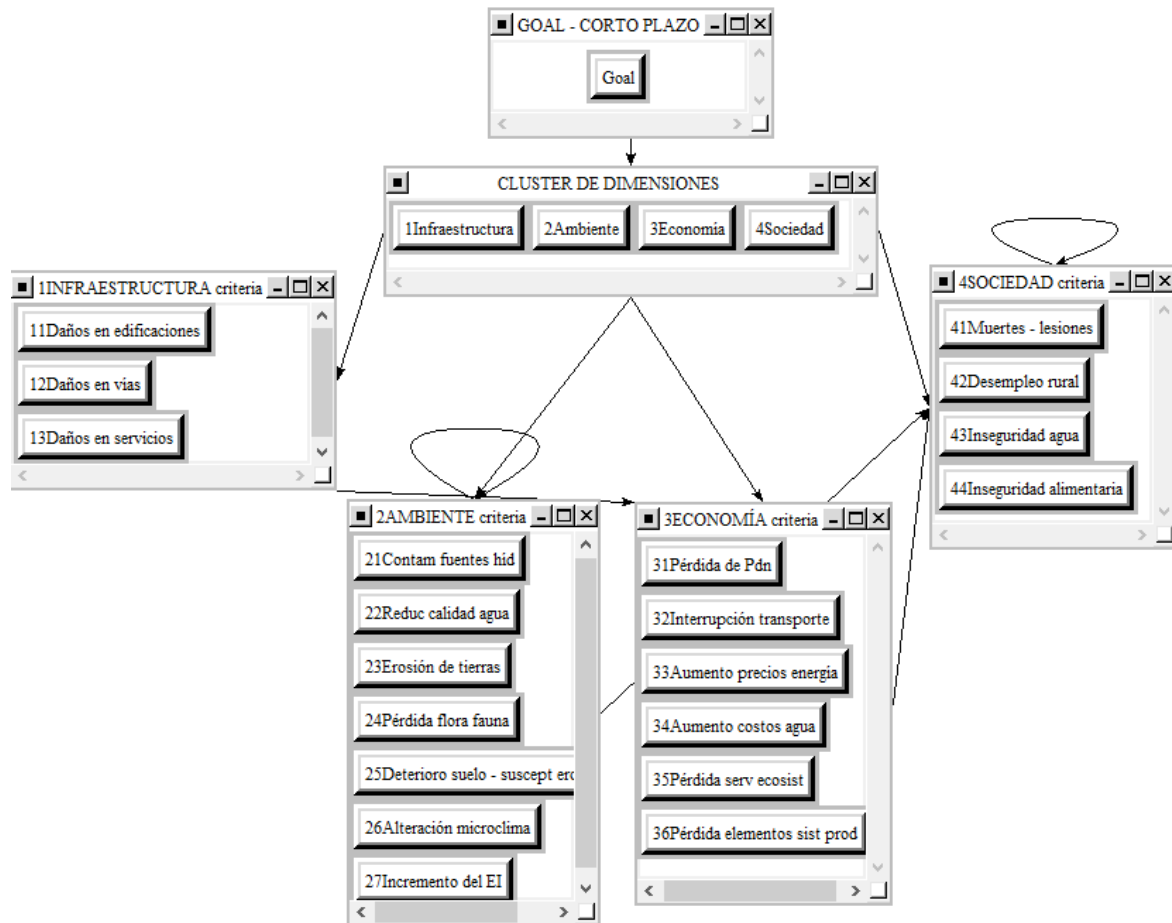 GOAL - CORTO PLAZO
Goal
CLUSTER DE DIMENSIONES
1Infraestructura
2Ambiente
3Economía
4Sociedad
1INFRAESTRUCTURA criteria
11Daños en edificaciones
12Daños en vias
13Daños en servicios
2AMBIENTE criteria
21Contam fuentes hid
22Reduc calidad agua
23Erosión de tierras
24Pérdida flora fauna
25Deterioro suelo - suscept ero
26Alteración microclima
27Incremento del EI
3ECONOMÍA criteria
31Pérdida de Pdn
32Interrupción transporte
33Aumento precios energía
34Aumento costos agua
35Pérdida serv ecosist
36Pérdida elementos sist prod
4SOCIEDAD criteria
41Muertes - lesiones
42Desempleo rural
43Inseguridad agua
44Inseguridad alimentaria